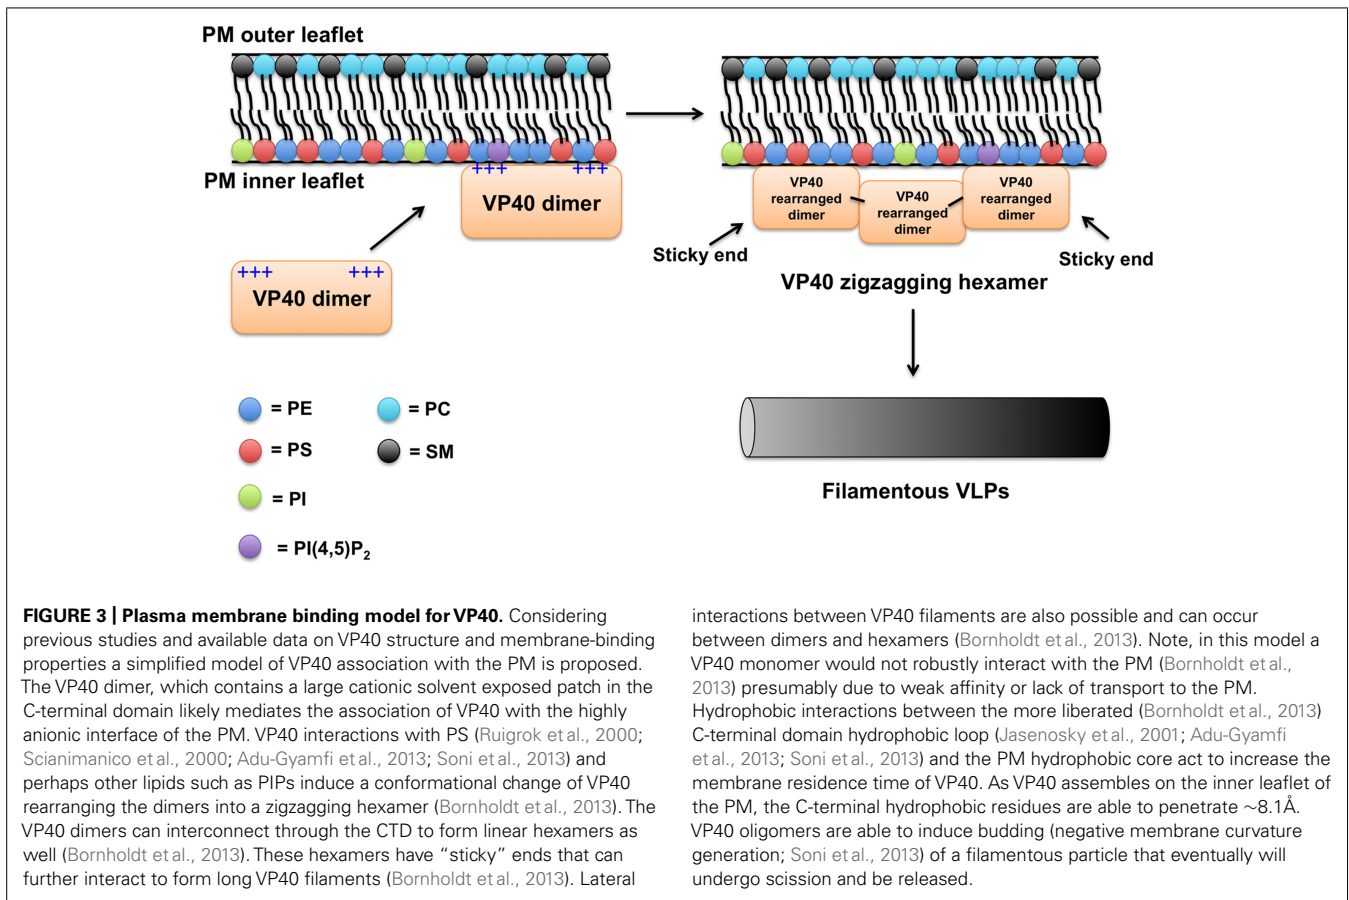 PM outer leaflet
PM inner leaflet
+++ +++
VP40 dimer
+++ +++
VP40 dimer
VP40
rearranged
dimer
VP40
rearranged
dimer
VP40
rearranged
dimer
Sticky end
Sticky end
VP40 zigzagging hexamer
Filamentous VLPs
= PE
= PC
= PS
= SM
= PI
= PI(4,5)P2
FIGURE 3 | Plasma membrane binding model for VP40. Considering
previous studies and available data on VP40 structure and membrane-binding
properties a simplified model of VP40 association with the PM is proposed.
The VP40 dimer, which contains a large cationic solvent exposed patch in the
C-terminal domain likely mediates the association of VP40 with the highly
anionic interface of the PM. VP40 interactions with PS (Ruigrok et al., 2000;
Scianimanico et al., 2000; Adu-Gyamfi et al., 2013; Soni et al., 2013) and
perhaps other lipids such as PIPs induce a conformational change of VP40
rearranging the dimers into a zigzagging hexamer (Bornholdt et al., 2013). The
VP40 dimers can interconnect through the CTD to form linear hexamers as
well (Bornholdt et al., 2013). These hexamers have “sticky” ends that can
further interact to form long VP40 filaments (Bornholdt et al., 2013). Lateral
interactions between VP40 filaments are also possible and can occur
between dimers and hexamers (Bornholdt et al., 2013). Note, in this model a
VP40 monomer would not robustly interact with the PM (Bornholdt et al.,
2013) presumably due to weak affinity or lack of transport to the PM.
Hydrophobic interactions between the more liberated (Bornholdt et al., 2013)
C-terminal domain hydrophobic loop (Jasenosky et al., 2001; Adu-Gyamfi
et al., 2013; Soni et al., 2013) and the PM hydrophobic core act to increase the
membrane residence time of VP40. As VP40 assembles on the inner leaflet of
the PM, the C-terminal hydrophobic residues are able to penetrate ∼8.1Å.
VP40 oligomers are able to induce budding (negative membrane curvature
generation; Soni et al., 2013) of a filamentous particle that eventually will
undergo scission and be released.